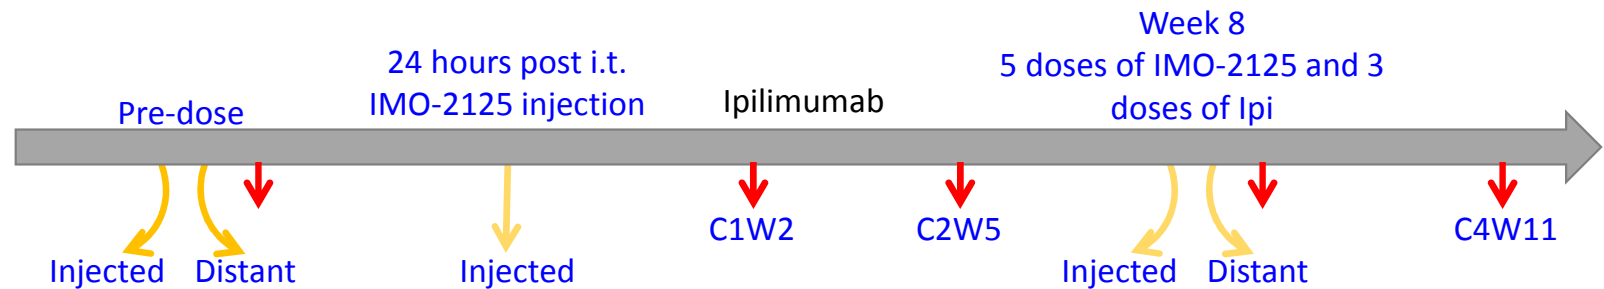 Pre-dose
24 hours post i.t.
IMO-2125 injection
Ipilimumab
Week 8
5 doses of IMO-2125 and 3
doses of Ipi
Injected
Distant
Injected
C1W2
C2W5
Injected
Distant
C4W11